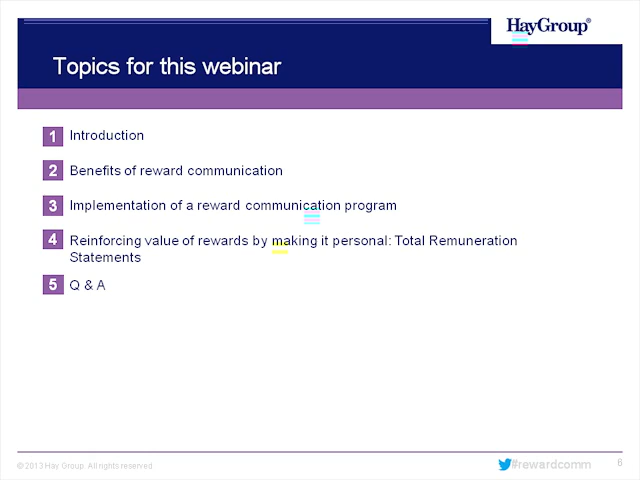 HayGroup®
Topics for this webinar
1 Introduction
2 Benefits of reward communication
3 Implementation of a reward communication program
4 Reinforcing value of rewards by making it personal: Total Remuneration
Statements
5 Q & A
© 2013 Hay Group. All rights reserved
#rewardcomm
6